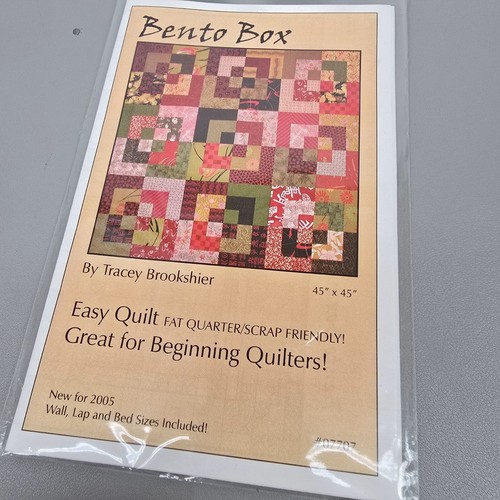 Bento Box
By Tracey Brookshier
45" x 45"
Easy Quilt FAT QUARTER/SCRAP FRIENDLY!
Great for Beginning Quilters!
New for 2005
Wall, Lap and Bed Sizes Included!
#07707